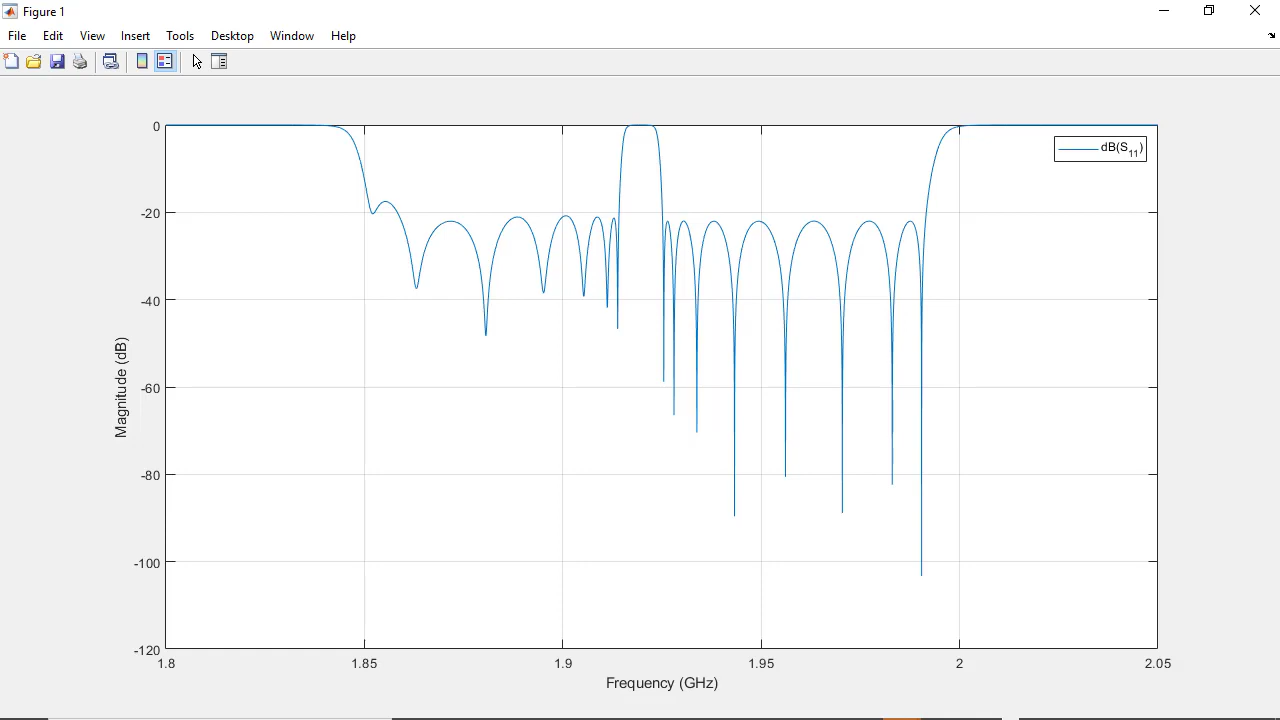 Figure 1
File Edit View Insert Tools Desktop Window Help
dB(S11)
0
-20
-40
-60
-80
-100
-120
Magnitude (dB)
1.8 1.85 1.9 1.95 2 2.05
Frequency (GHz)